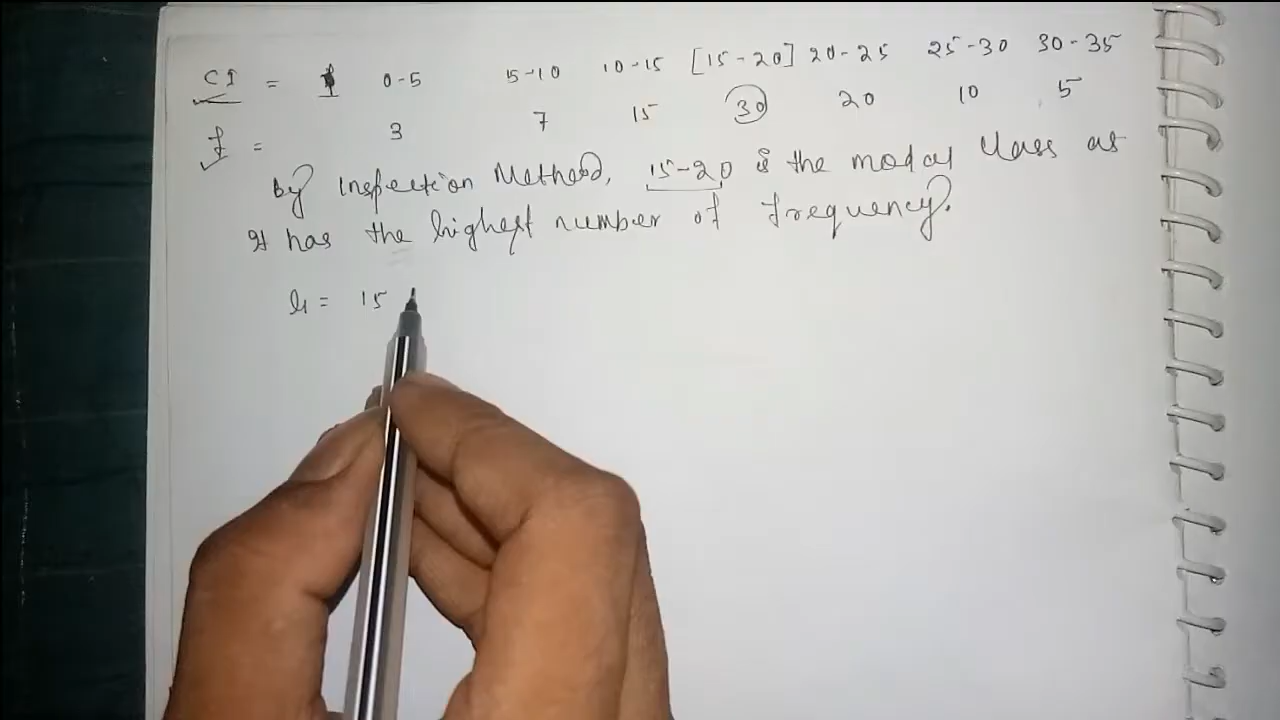 CI = 0-5 5-10 10-15 [15-20] 20-25 25-30 30-35
f = 3 7 15 30 20 10 5
By Inspection Method, 15-20 is the modal class as
It has the highest number of frequency.
l1 = 15